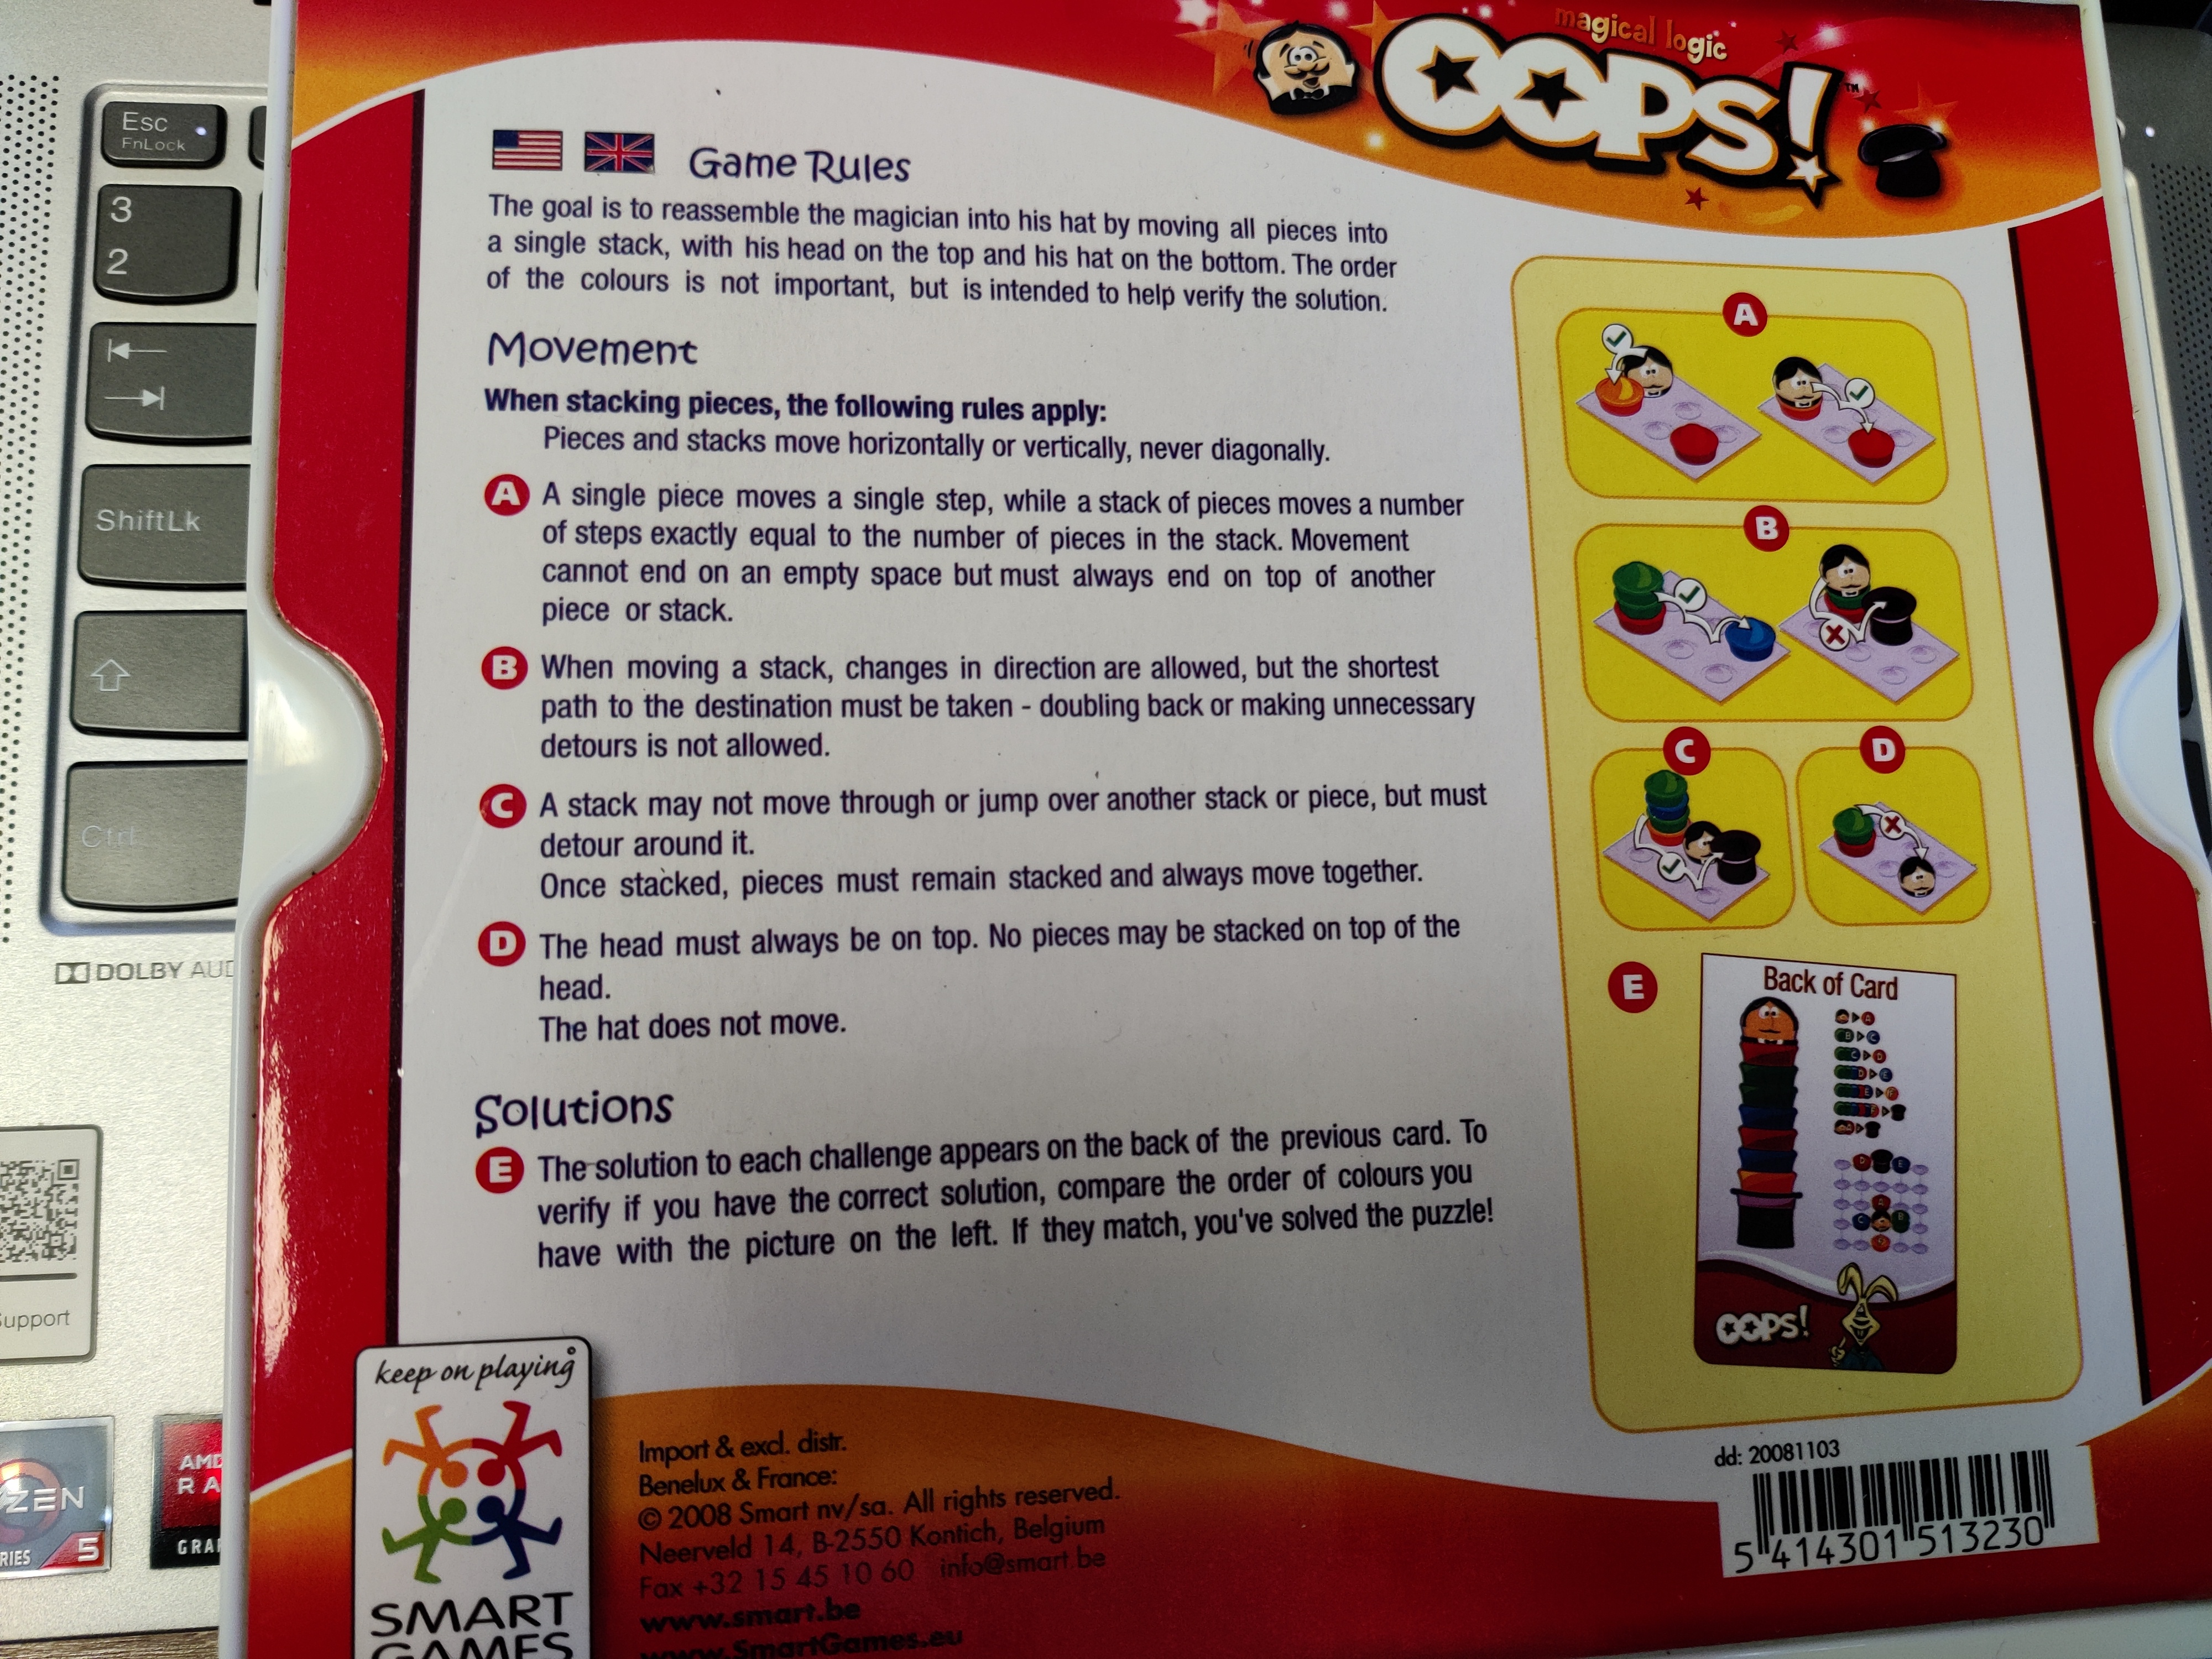 magical logic
OOPS!™
Esc
FnLock
3
2
ShiftLk
Ctrl
DOLBY AUD
Support
ZEN
RIES 5
AMD
RA
GRA
Game Rules
The goal is to reassemble the magician into his hat by moving all pieces into
a single stack, with his head on the top and his hat on the bottom. The order
of the colours is not important, but is intended to help verify the solution.
Movement
When stacking pieces, the following rules apply:
Pieces and stacks move horizontally or vertically, never diagonally.
A A single piece moves a single step, while a stack of pieces moves a number
of steps exactly equal to the number of pieces in the stack. Movement
cannot end on an empty space but must always end on top of another
piece or stack.
B When moving a stack, changes in direction are allowed, but the shortest
path to the destination must be taken - doubling back or making unnecessary
detours is not allowed.
C A stack may not move through or jump over another stack or piece, but must
detour around it.
Once stacked, pieces must remain stacked and always move together.
D The head must always be on top. No pieces may be stacked on top of the
head.
The hat does not move.
Solutions
E The solution to each challenge appears on the back of the previous card. To
verify if you have the correct solution, compare the order of colours you
have with the picture on the left. If they match, you've solved the puzzle!
A
B
C
D
E
Back of Card
OOPS!
keep on playing
SMART
GAMES
Import & excl. distr.
Benelux & France:
© 2008 Smart nv/sa. All rights reserved.
Neerveld 14, B-2550 Kontich, Belgium
Fax +32 15 45 10 60 info@smart.be
www.smart.be
www.SmartGames.eu
dd: 20081103
5 414301 513230